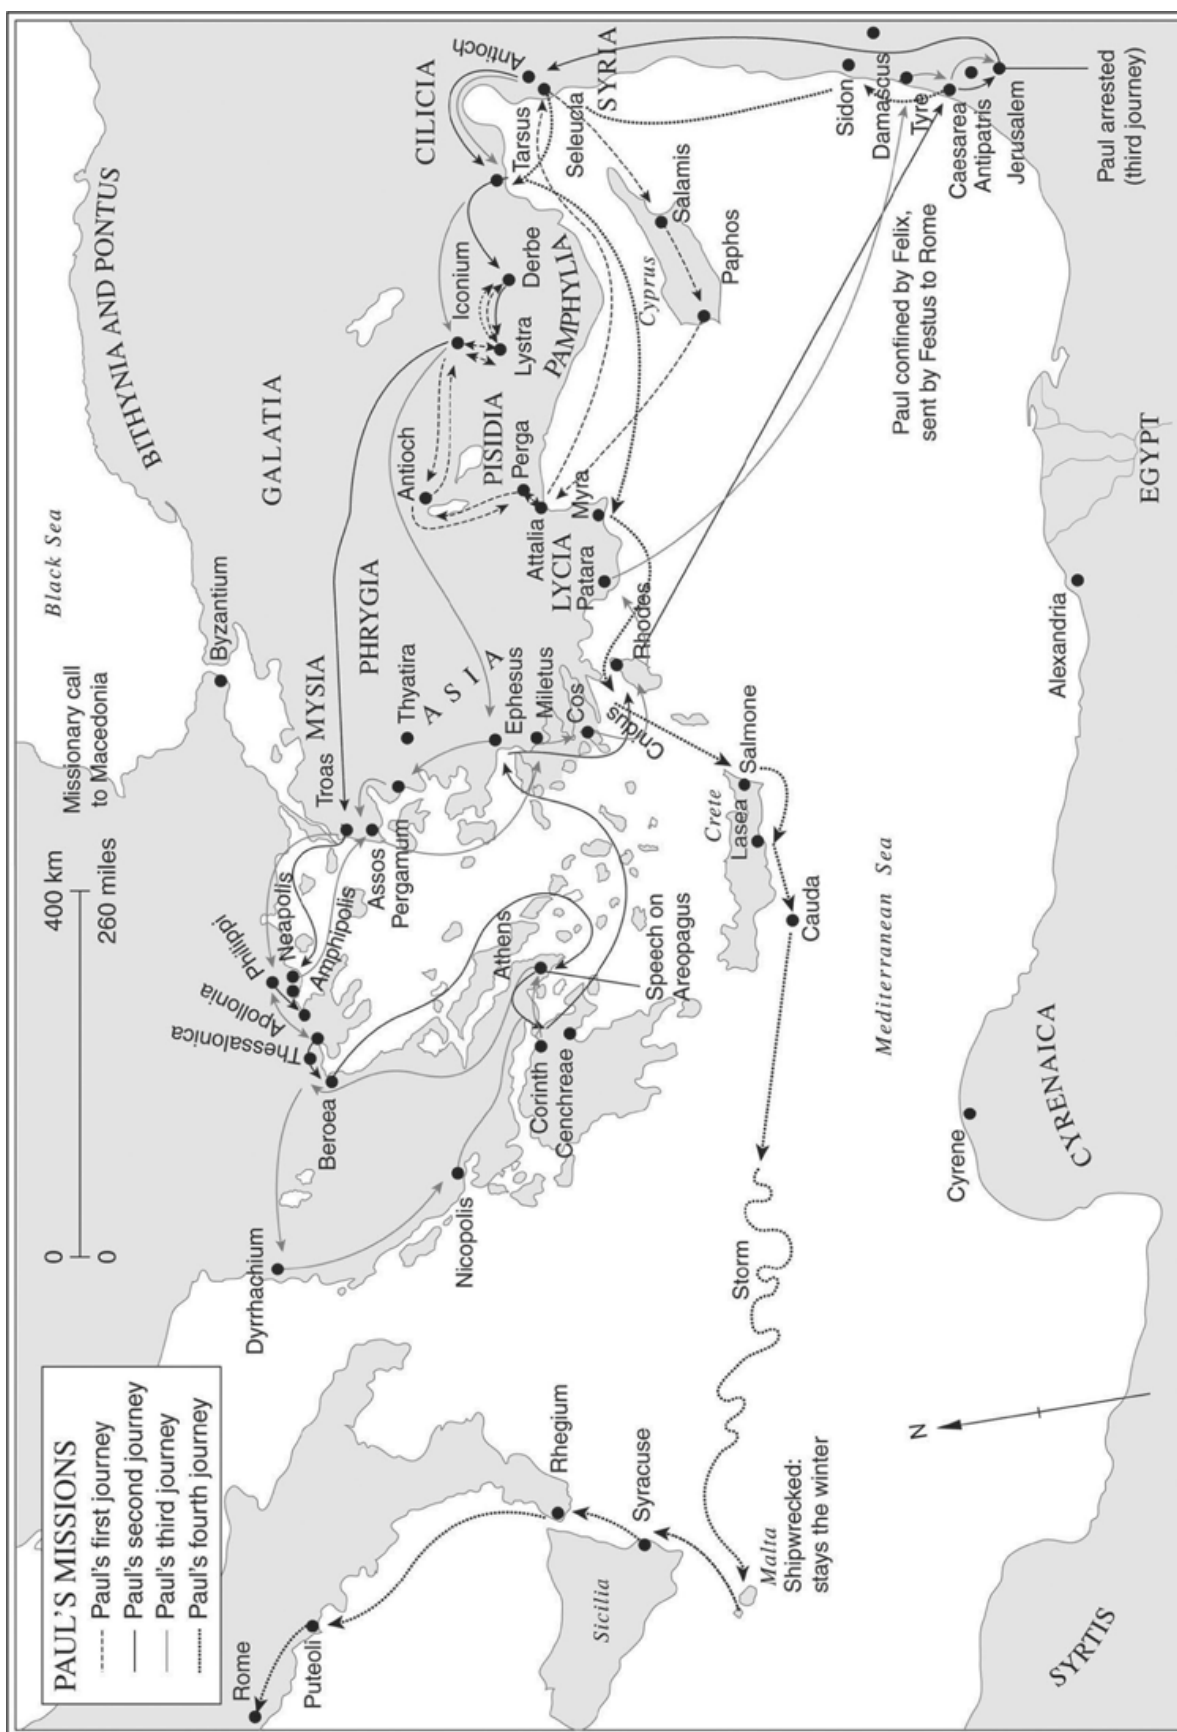 PAUL'S MISSIONS
Paul's first journey
Paul's second journey
Paul's third journey
Paul's fourth journey
0 400 km
0 260 miles
Missionary call
to Macedonia
Black Sea
BITHYNIA AND PONTUS
Byzantium
GALATIA
CILICIA
Antioch
SYRIA
Tarsus
Seleucia
Sidon
Damascus
Tyre
Caesarea
Antipatris
Jerusalem
Paul arrested
(third journey)
Paul confined by Felix,
sent by Festus to Rome
Salamis
Cyprus
Paphos
Derbe
Iconium
Lystra
PAMPHYLIA
PISIDIA
Antioch
Perga
Attalia
Myra
LYCIA
Patara
PHRYGIA
MYSIA
Troas
Thyatira
ASIA
Ephesus
Miletus
Cos
Rhodes
Cnidus
Assos
Pergamum
Philippi
Neapolis
Amphipolis
Apollonia
Thessalonica
Beroea
Athens
Speech on
Areopagus
Corinth
Cenchreae
Nicopolis
Dyrrhachium
Salmone
Crete
Lasea
Cauda
Mediterranean Sea
Alexandria
EGYPT
Cyrene
CYRENAICA
Storm
N
Malta
Shipwrecked:
stays the winter
Syracuse
Rhegium
Sicilia
Puteoli
Rome
SYRTIS